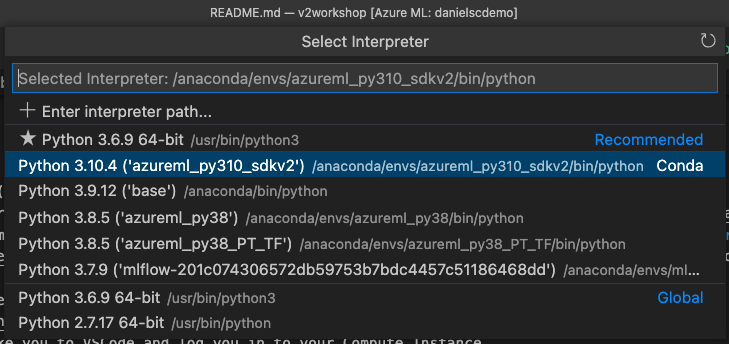 README.md — v2workshop [Azure ML: danielscdemo]
Select Interpreter
Selected Interpreter: /anaconda/envs/azureml_py310_sdkv2/bin/python
+ Enter interpreter path...
★ Python 3.6.9 64-bit /usr/bin/python3 Recommended
Python 3.10.4 ('azureml_py310_sdkv2') /anaconda/envs/azureml_py310_sdkv2/bin/python Conda
Python 3.9.12 ('base') /anaconda/bin/python
Python 3.8.5 ('azureml_py38') /anaconda/envs/azureml_py38/bin/python
Python 3.8.5 ('azureml_py38_PT_TF') /anaconda/envs/azureml_py38_PT_TF/bin/python
Python 3.7.9 ('mlflow-201c074306572db59753b7bdc4457c51186468dd') /anaconda/envs/ml...
Python 3.6.9 64-bit /usr/bin/python3 Global
Python 2.7.17 64-bit /usr/bin/python
you to VSCode and log you in to your Compute Instance